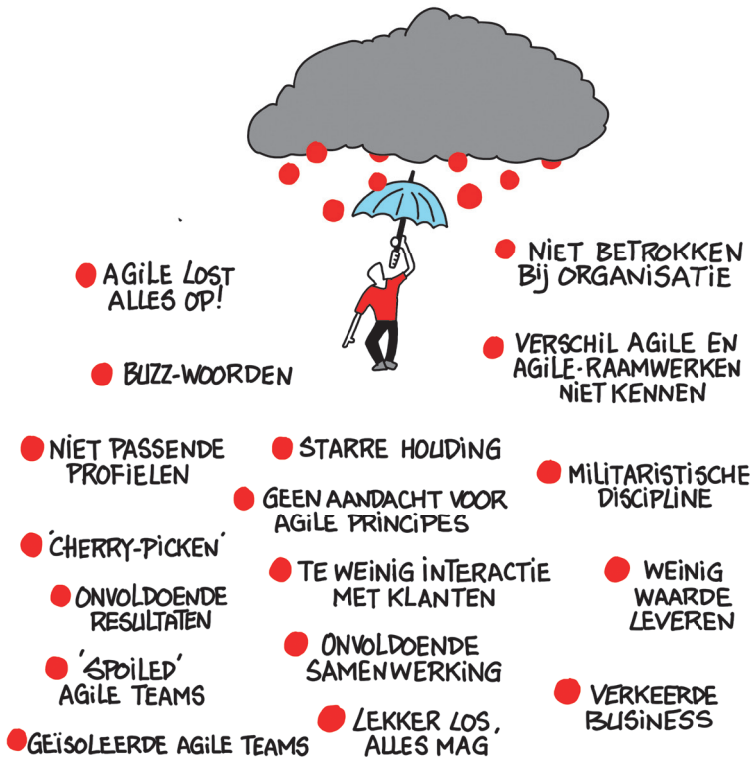 AGILE LOST
ALLES OP!
NIET BETROKKEN
BIJ ORGANISATIE
BUZZ-WOORDEN
VERSCHIL AGILE EN
AGILE-RAAMWERKEN
NIET KENNEN
NIET PASSENDE
PROFIELEN
STARRE HOUDING
MILITARISTISCHE
DISCIPLINE
GEEN AANDACHT VOOR
AGILE PRINCIPES
'CHERRY-PICKEN'
TE WEINIG INTERACTIE
MET KLANTEN
WEINIG
WAARDE
LEVEREN
ONVOLDOENDE
RESULTATEN
ONVOLDOENDE
SAMENWERKING
'SPOILED'
AGILE TEAMS
VERKEERDE
BUSINESS
LEKKER LOS,
ALLES MAG
GEÏSOLEERDE AGILE TEAMS